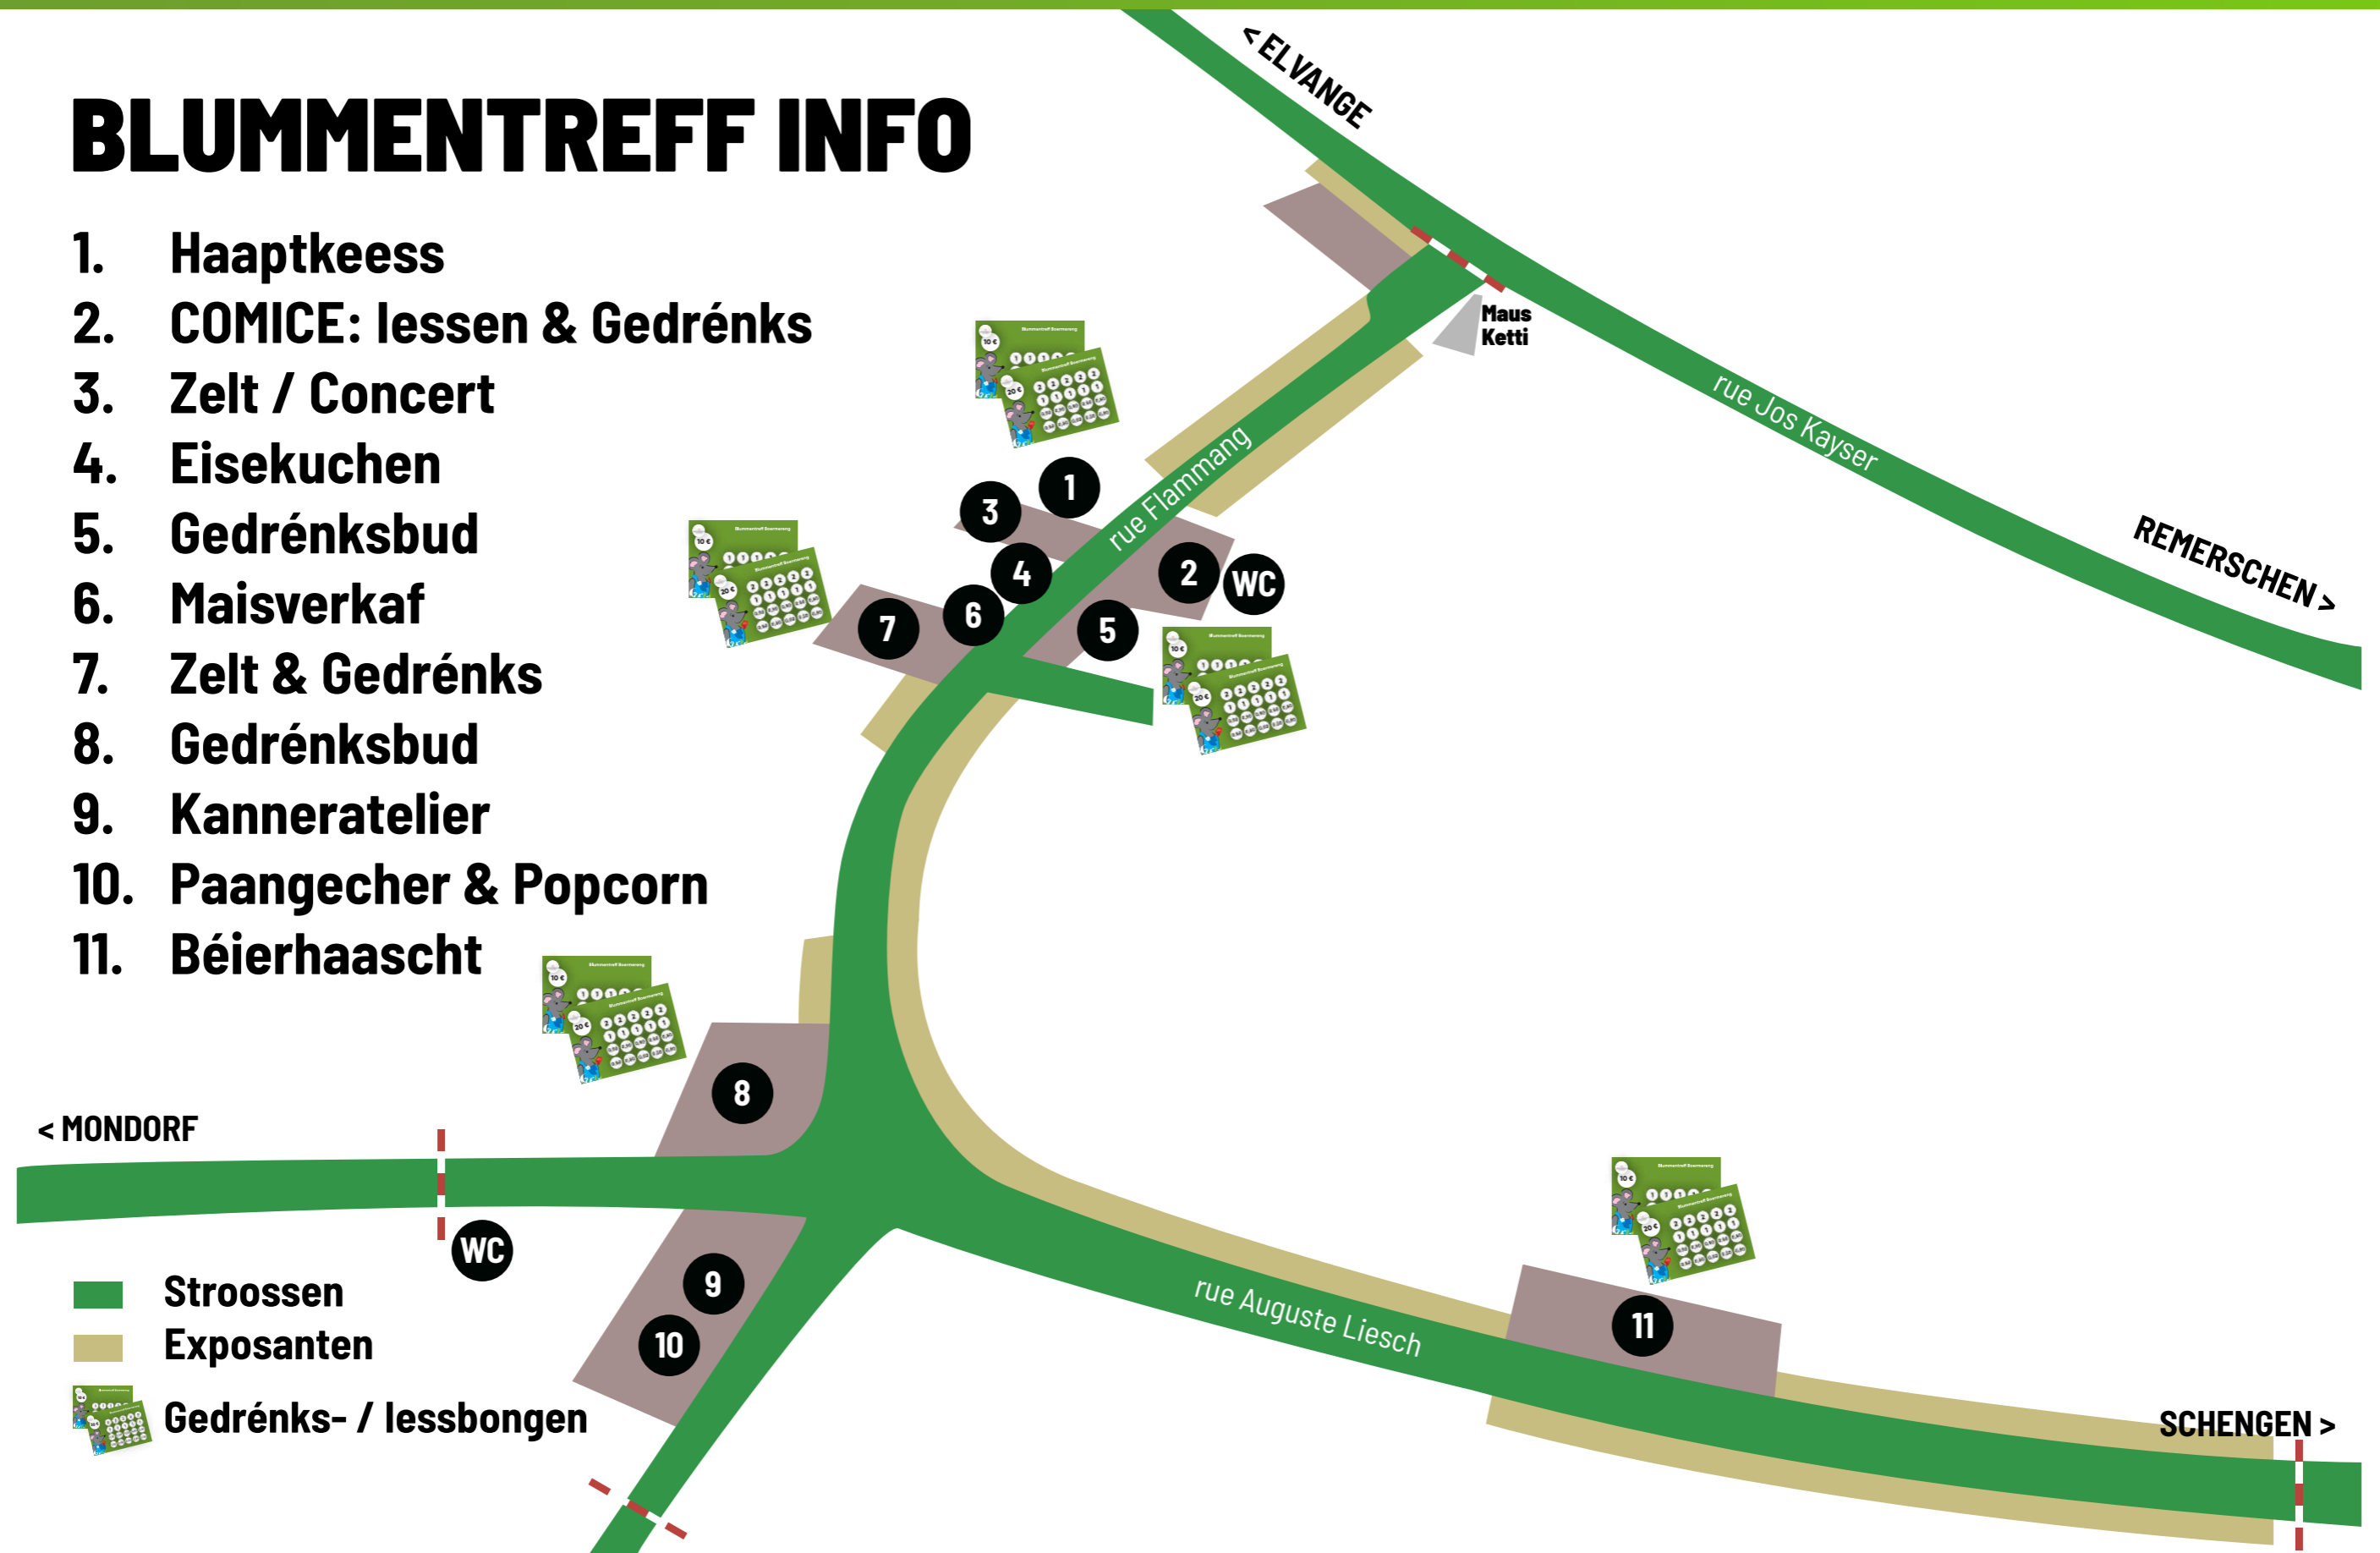 BLUMMENTREFF INFO
1. Haaptkeess
2. COMICE: Iessen & Gedrénks
3. Zelt / Concert
4. Eisekuchen
5. Gedrénksbud
6. Maisverkaf
7. Zelt & Gedrénks
8. Gedrénksbud
9. Kanneratelier
10. Paangecher & Popcorn
11. Béierhaascht
< ELVANGE
Maus
Ketti
rue Jos Kayser
REMERSCHEN >
rue Flammang
1
3
4
2
WC
6
7
5
8
< MONDORF
WC
9
10
11
rue Auguste Liesch
SCHENGEN >
Stroossen
Exposanten
Gedrénks- / Iessbongen